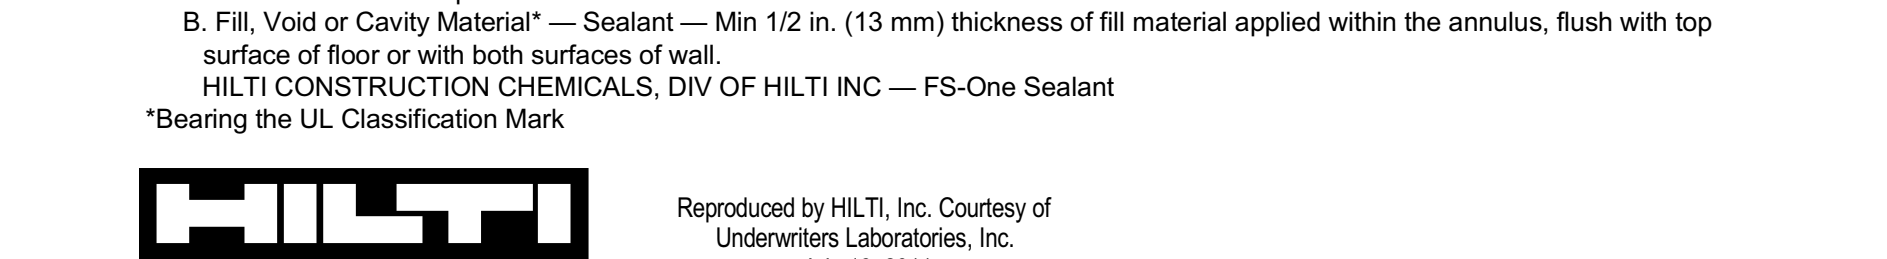 B. Fill, Void or Cavity Material* — Sealant — Min 1/2 in. (13 mm) thickness of fill material applied within the annulus, flush with top
surface of floor or with both surfaces of wall.
HILTI CONSTRUCTION CHEMICALS, DIV OF HILTI INC — FS-One Sealant
*Bearing the UL Classification Mark
HILTI
Reproduced by HILTI, Inc. Courtesy of
Underwriters Laboratories, Inc.